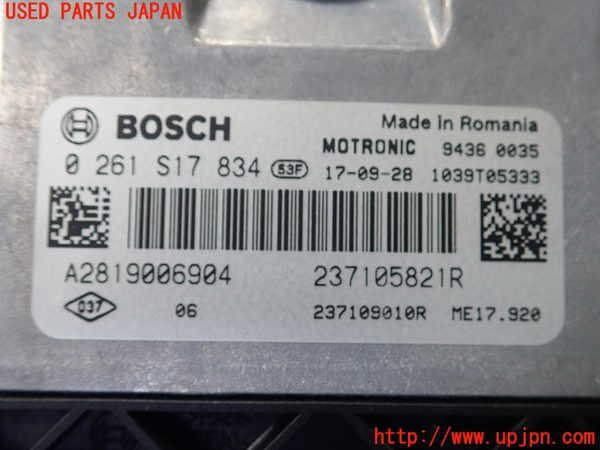 USED PARTS JAPAN
BOSCH
Made in Romania
MOTRONIC 9436 0035
0 261 S17 834 53F 17-09-28 1039T05333
A2819006904 237105821R
037 06 237109010R ME17.920
http://www.upjpn.com/